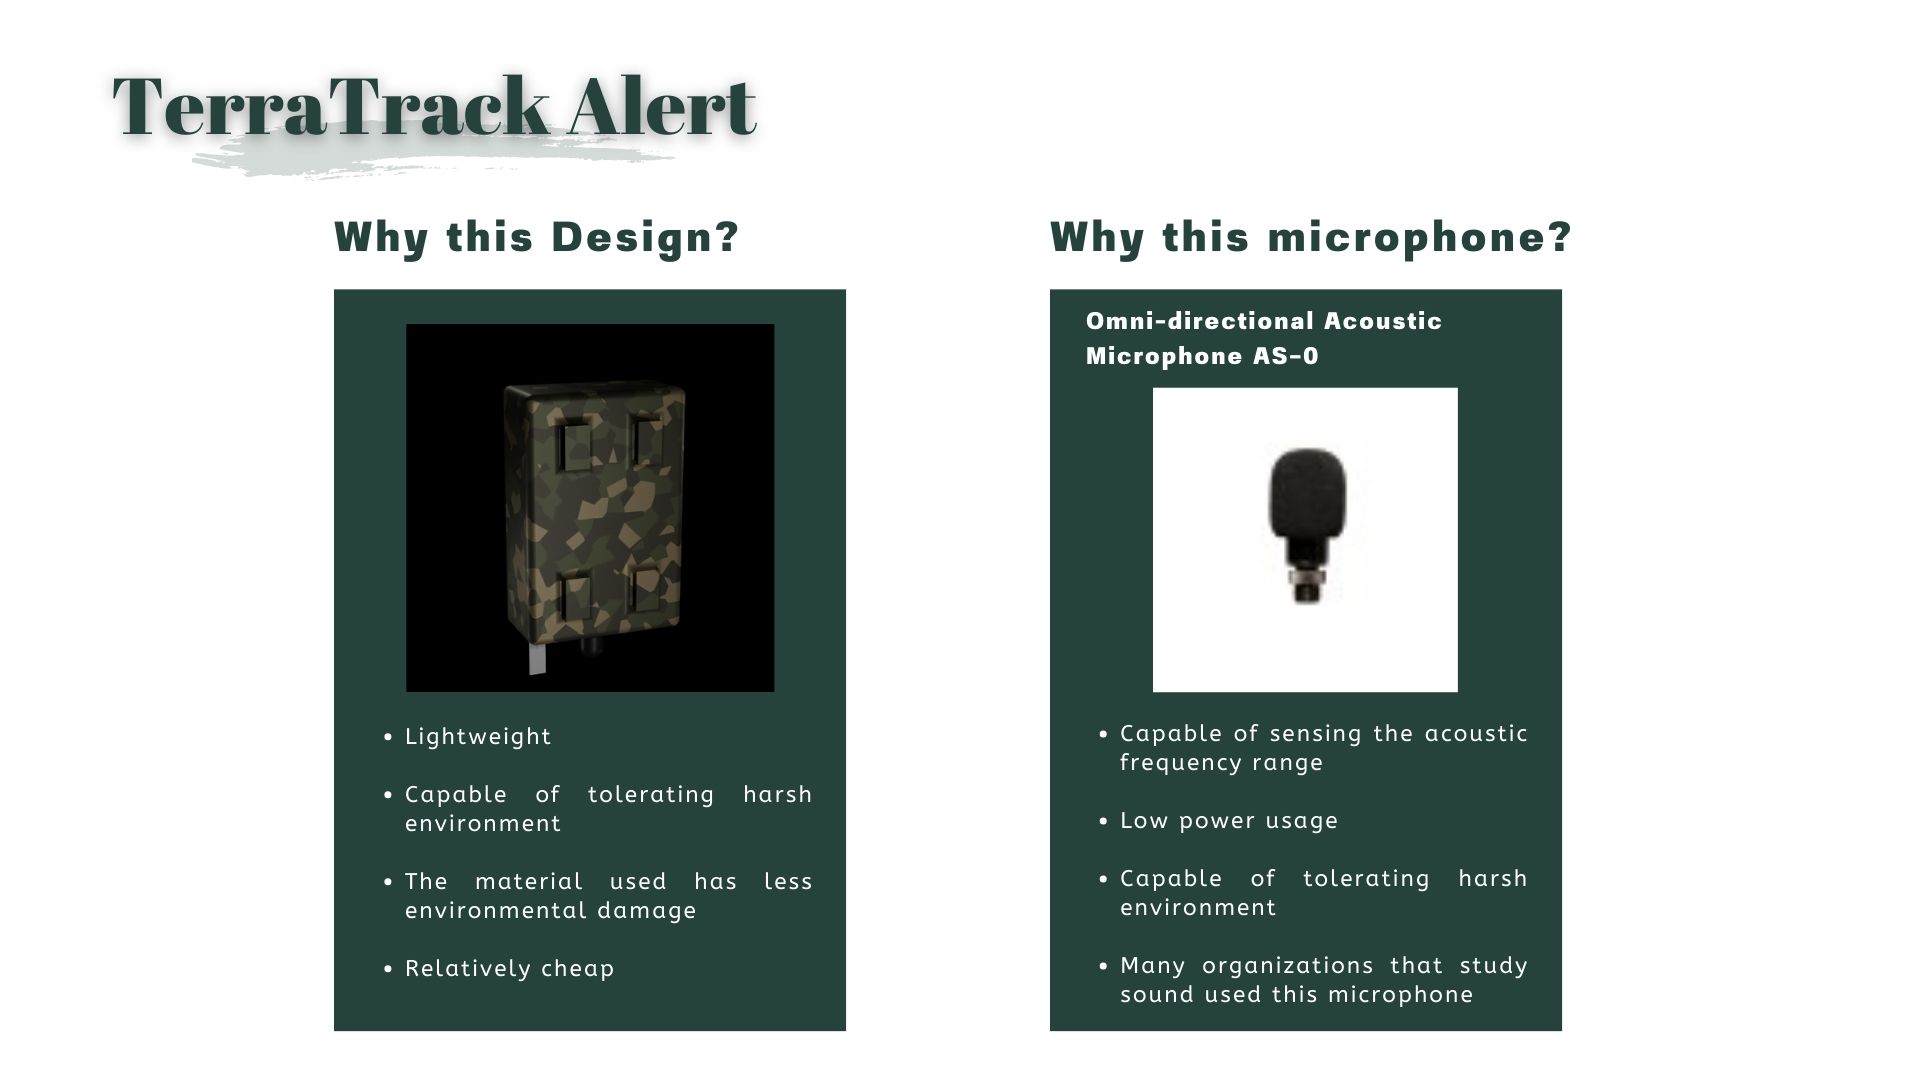 TerraTrack Alert
Why this Design?
Lightweight
Capable of tolerating harsh
environment
The material used has less
environmental damage
Relatively cheap
Why this microphone?
Omni-directional Acoustic
Microphone AS-0
Capable of sensing the acoustic
frequency range
Low power usage
Capable of tolerating harsh
environment
Many organizations that study
sound used this microphone